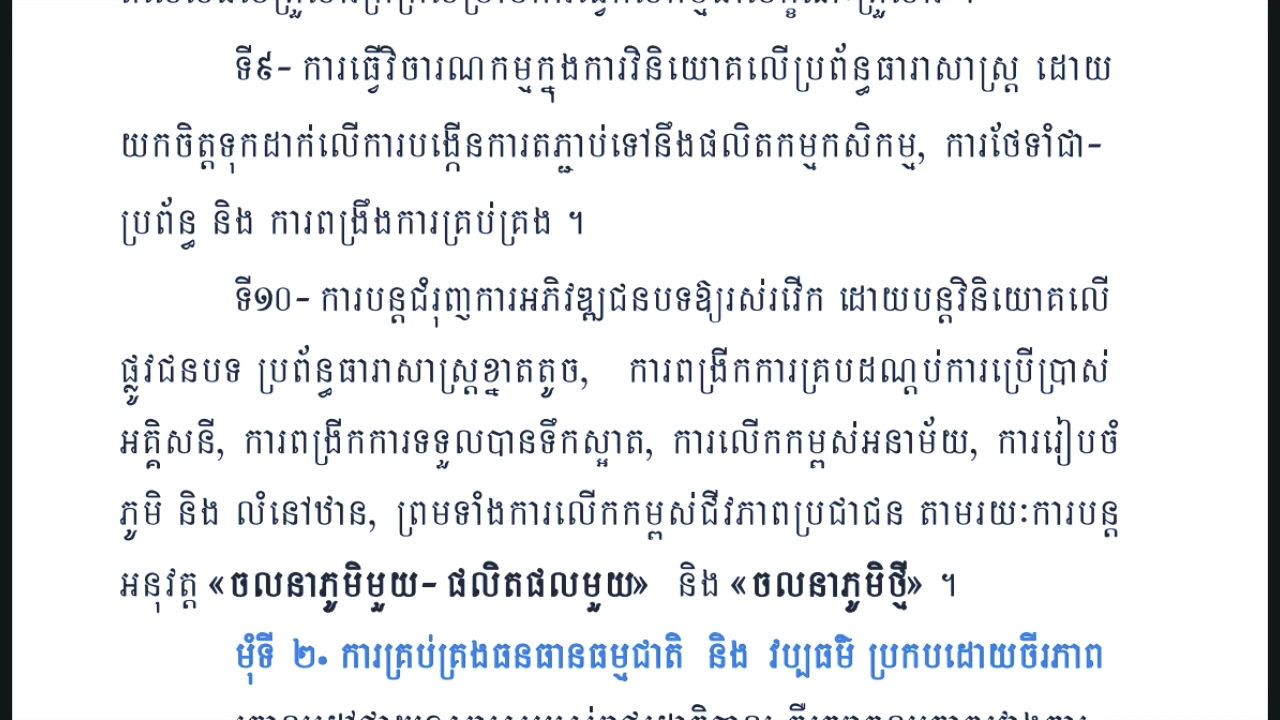 ទី៩- ការធ្វើវិចារណកម្មក្នុងការវិនិយោគលើប្រព័ន្ធធារាសាស្ត្រ ដោយ
យកចិត្តទុកដាក់លើការបង្កើនការតភ្ជាប់ទៅនឹងផលិតកម្មកសិកម្ម, ការថែទាំជា-
ប្រព័ន្ធ និង ការពង្រឹងការគ្រប់គ្រង ។
ទី១០- ការបន្តជំរុញការអភិវឌ្ឍជនបទឱ្យរស់រវើក ដោយបន្តវិនិយោគលើ
ផ្លូវជនបទ ប្រព័ន្ធធារាសាស្ត្រខ្នាតតូច, ការពង្រីកការគ្របដណ្តប់ការប្រើប្រាស់
អគ្គិសនី, ការពង្រីកការទទួលបានទឹកស្អាត, ការលើកកម្ពស់អនាម័យ, ការរៀបចំ
ភូមិ និង លំនៅឋាន, ព្រមទាំងការលើកកម្ពស់ជីវភាពប្រជាជន តាមរយៈការបន្ត
អនុវត្ត «ចលនាភូមិមួយ- ផលិតផលមួយ» និង «ចលនាភូមិថ្មី» ។
មុំទី ២. ការគ្រប់គ្រងធនធានធម្មជាតិ និង វប្បធម៌ ប្រកបដោយចីរភាព